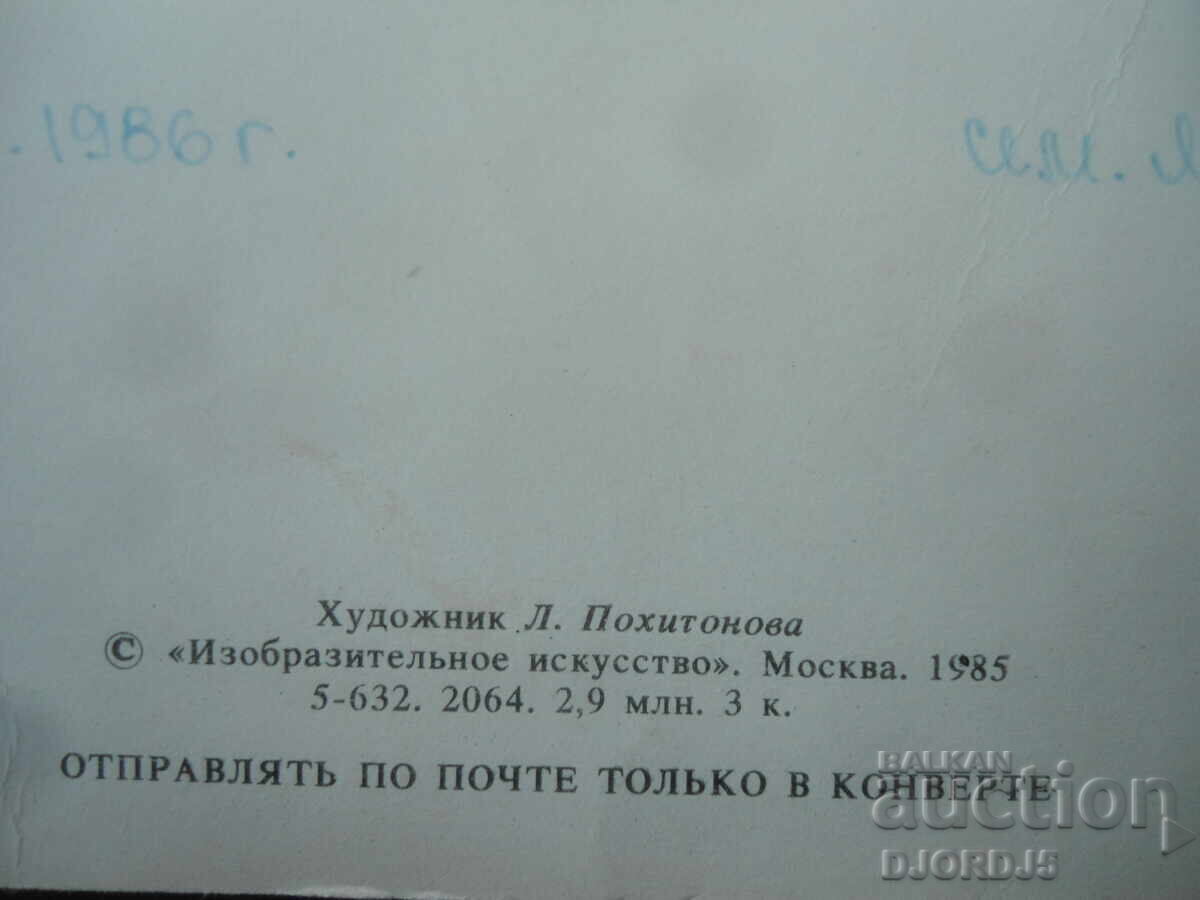 . 1986 г.
сем.
Художник Л. Похитонова
© «Изобразительное искусство». Москва. 1985
5-632. 2064. 2,9 млн. 3 к.
ОТПРАВЛЯТЬ ПО ПОЧТЕ ТОЛЬКО В КОНВЕРТЕ
BALKAN
auction
DJORDJ5